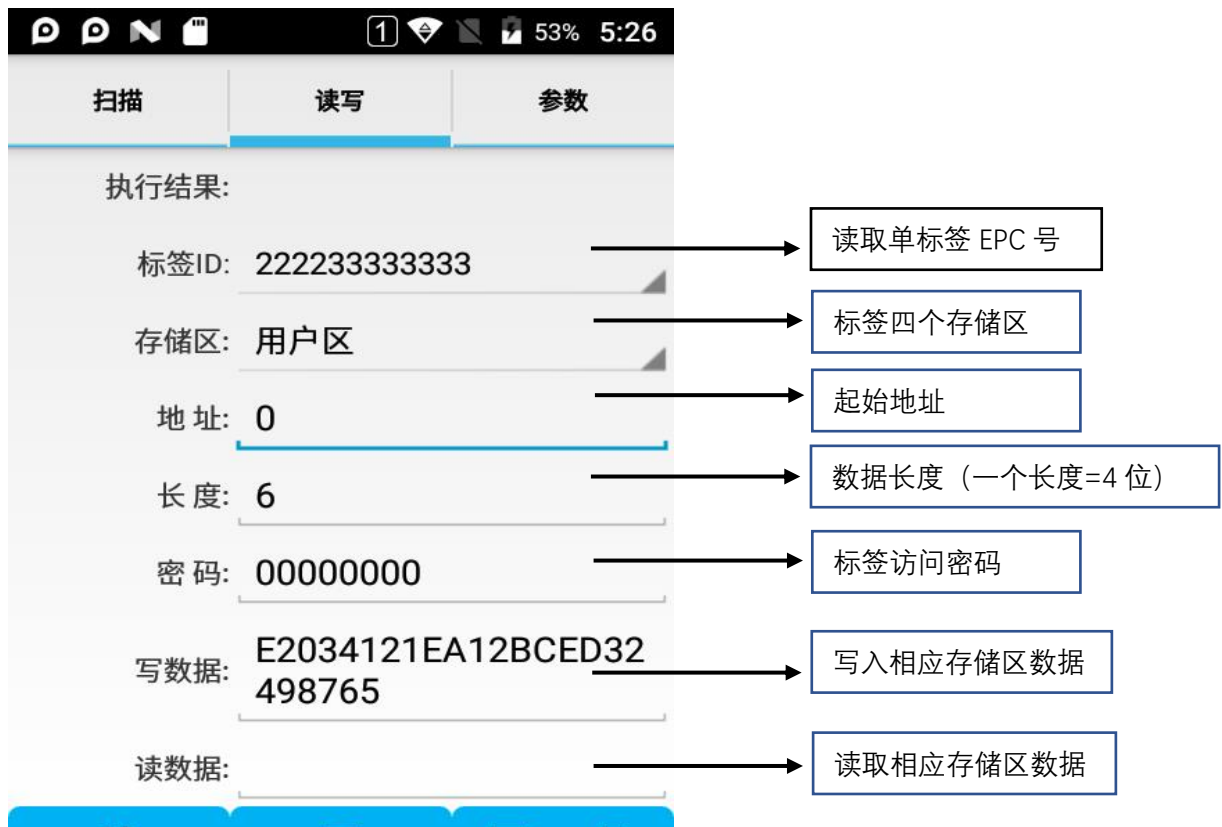 1 53% 5:26
扫描 读写 参数
执行结果:
标签ID: 222233333333 读取单标签 EPC 号
存储区: 用户区 标签四个存储区
地 址: 0 起始地址
长 度: 6 数据长度（一个长度=4 位）
密 码: 00000000 标签访问密码
写数据: E2034121EA12BCED32
498765 写入相应存储区数据
读数据: 读取相应存储区数据